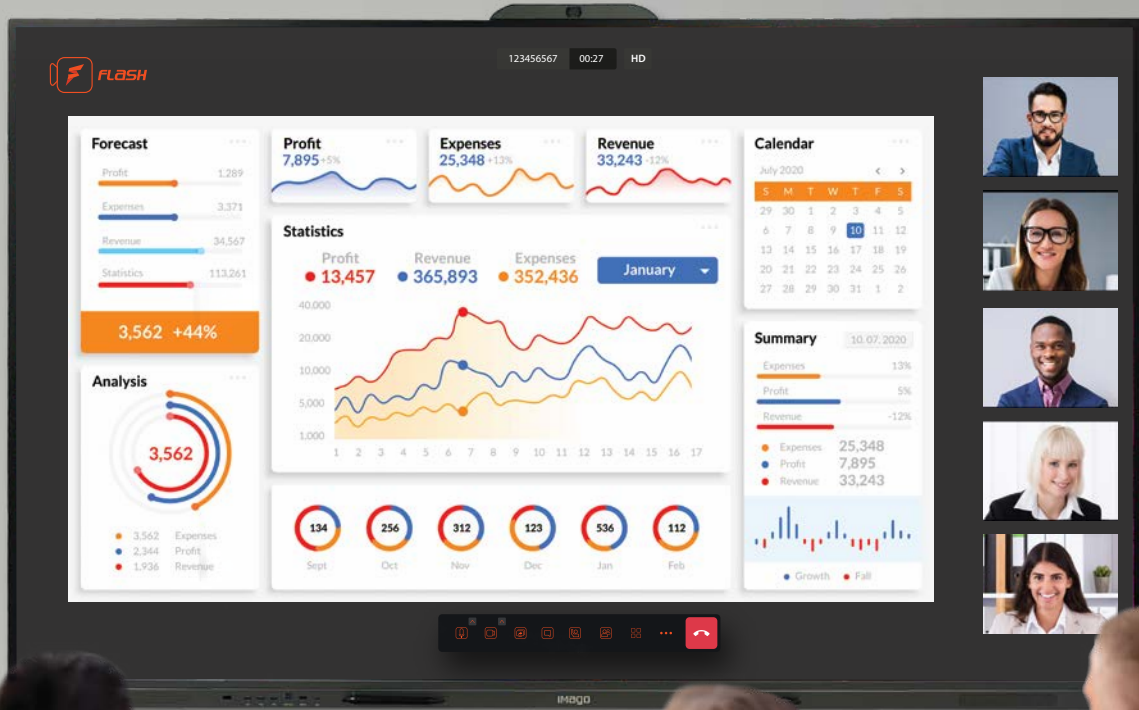 123456567 00:27 HD
FLASH
Forecast
Profit 1.289
Expenses 3.371
Revenue 34,567
Statistics 113,261
3,562 +44%
Analysis
3,562
3,562 Expenses
2,344 Profit
1,936 Revenue
Profit
7,895 +5%
Expenses
25,348 +13%
Revenue
33,243 -12%
Statistics
Profit Revenue Expenses
13,457 365,893 352,436
January
40.000
20.000
10.000
5,000
1.000
1 2 3 4 5 6 7 8 9 10 11 12 13 14 15 16 17
134 256 312 123 536 112
Sept Oct Nov Dec Jan Feb
Calendar
July 2020 < >
S M T W T F S
29 30 1 2 3 4 5
6 7 8 9 10 11 12
13 14 15 16 17 18 19
20 21 22 23 24 25 26
27 28 29 30 31 1 2
Summary
10. 07. 2020
Expenses 13%
Profit 5%
Revenue -12%
Expenses 25,348
Profit 7,895
Revenue 33,243
Growth Fall
IMAGO